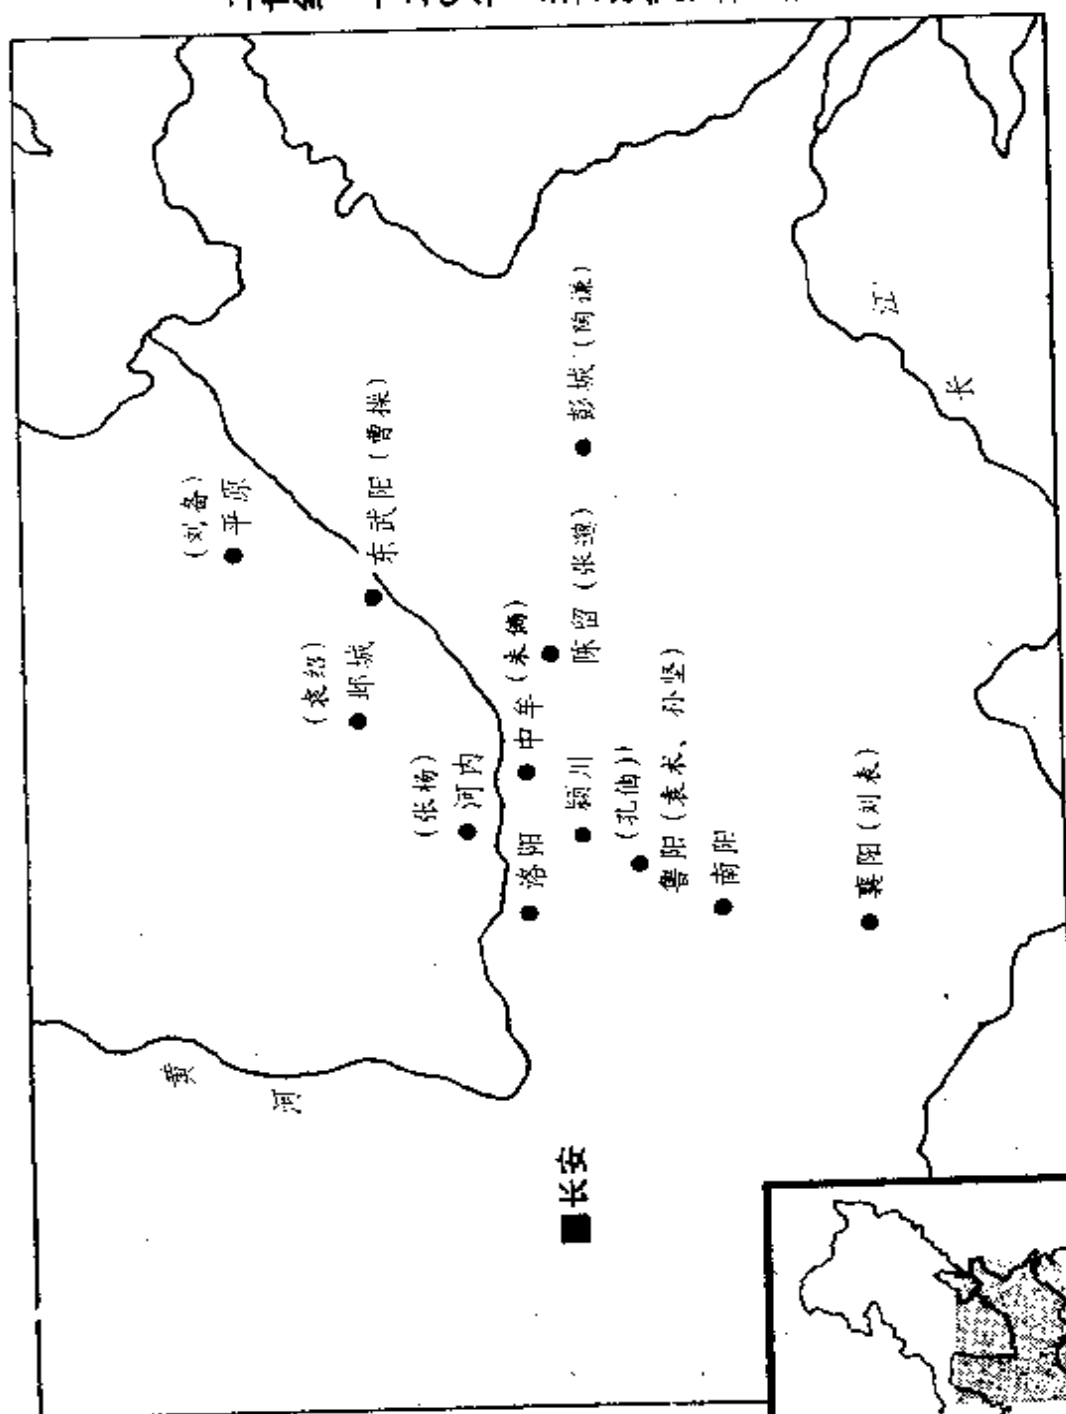 黄
河
长
江
(刘备)
平原
东武阳(曹操)
(袁绍)
邺城
(张杨)
河内
洛阳
中牟(朱儁)
陈留(张邈)
彭城(陶谦)
颍川
(孔伷)
鲁阳(袁术、孙坚)
南阳
襄阳(刘表)
长安